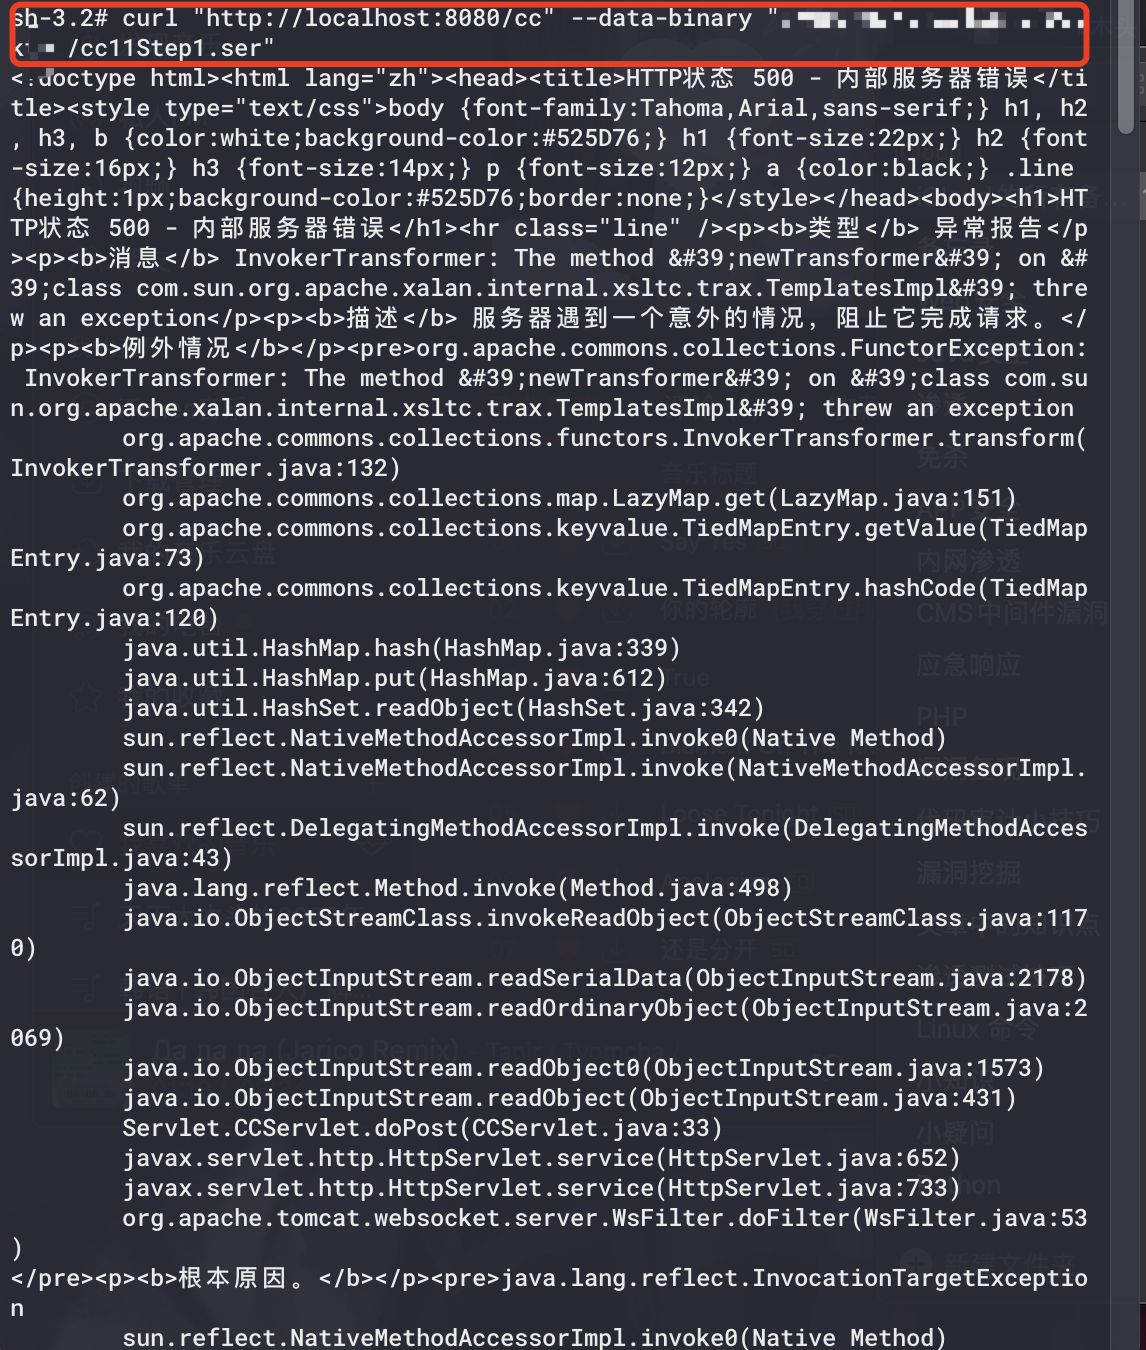 sh-3.2# curl "http://localhost:8080/cc" --data-binary "
/cc11Step1.ser"
<!doctype html><html lang="zh"><head><title>HTTP状态 500 - 内部服务器错误</ti
tle><style type="text/css">body {font-family:Tahoma,Arial,sans-serif;} h1, h2
, h3, b {color:white;background-color:#525D76;} h1 {font-size:22px;} h2 {font
-size:16px;} h3 {font-size:14px;} p {font-size:12px;} a {color:black;} .line
{height:1px;background-color:#525D76;border:none;}</style></head><body><h1>HT
TP状态 500 - 内部服务器错误</h1><hr class="line" /><p><b>类型</b> 异常报告</p
><p><b>消息</b> InvokerTransformer: The method &#39;newTransformer&#39; on &#
39;class com.sun.org.apache.xalan.internal.xsltc.trax.TemplatesImpl&#39; thre
w an exception</p><p><b>描述</b> 服务器遇到一个意外的情况，阻止它完成请求。</
p><p><b>例外情况</b></p><pre>org.apache.commons.collections.FunctorException:
 InvokerTransformer: The method &#39;newTransformer&#39; on &#39;class com.su
n.org.apache.xalan.internal.xsltc.trax.TemplatesImpl&#39; threw an exception
org.apache.commons.collections.functors.InvokerTransformer.transform(
InvokerTransformer.java:132)
org.apache.commons.collections.map.LazyMap.get(LazyMap.java:151)
org.apache.commons.collections.keyvalue.TiedMapEntry.getValue(TiedMap
Entry.java:73)
org.apache.commons.collections.keyvalue.TiedMapEntry.hashCode(TiedMap
Entry.java:120)
java.util.HashMap.hash(HashMap.java:339)
java.util.HashMap.put(HashMap.java:612)
java.util.HashSet.readObject(HashSet.java:342)
sun.reflect.NativeMethodAccessorImpl.invoke0(Native Method)
sun.reflect.NativeMethodAccessorImpl.invoke(NativeMethodAccessorImpl.
java:62)
sun.reflect.DelegatingMethodAccessorImpl.invoke(DelegatingMethodAcces
sorImpl.java:43)
java.lang.reflect.Method.invoke(Method.java:498)
java.io.ObjectStreamClass.invokeReadObject(ObjectStreamClass.java:117
0)
java.io.ObjectInputStream.readSerialData(ObjectInputStream.java:2178)
java.io.ObjectInputStream.readOrdinaryObject(ObjectInputStream.java:2
069)
java.io.ObjectInputStream.readObject0(ObjectInputStream.java:1573)
java.io.ObjectInputStream.readObject(ObjectInputStream.java:431)
Servlet.CCServlet.doPost(CCServlet.java:33)
javax.servlet.http.HttpServlet.service(HttpServlet.java:652)
javax.servlet.http.HttpServlet.service(HttpServlet.java:733)
org.apache.tomcat.websocket.server.WsFilter.doFilter(WsFilter.java:53
)
</pre><p><b>根本原因。</b></p><pre>java.lang.reflect.InvocationTargetExceptio
n
sun.reflect.NativeMethodAccessorImpl.invoke0(Native Method)